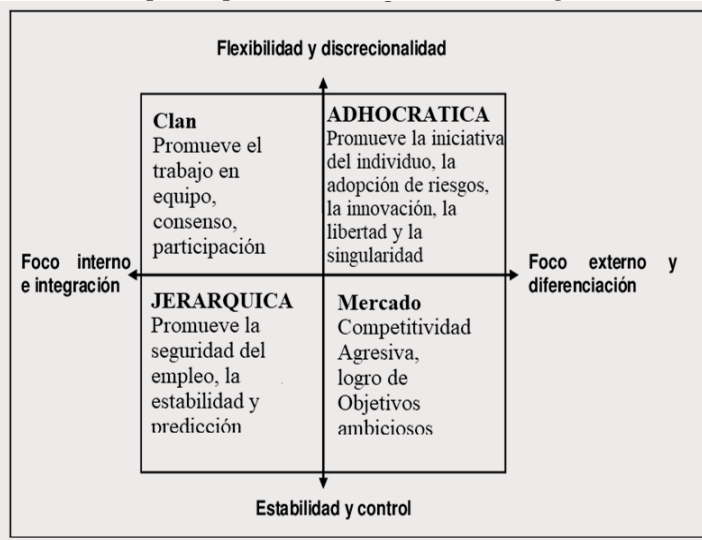 Flexibilidad y discrecionalidad
Clan
Promueve el
trabajo en
equipo,
consenso,
participación
ADHOCRATICA
Promueve la iniciativa
del individuo, la
adopción de riesgos,
la innovación, la
libertad y la
singularidad
Foco interno
e integración
Foco externo y
diferenciación
JERARQUICA
Promueve la
seguridad del
empleo, la
estabilidad y
predicción
Mercado
Competitividad
Agresiva,
logro de
Objetivos
ambiciosos
Estabilidad y control